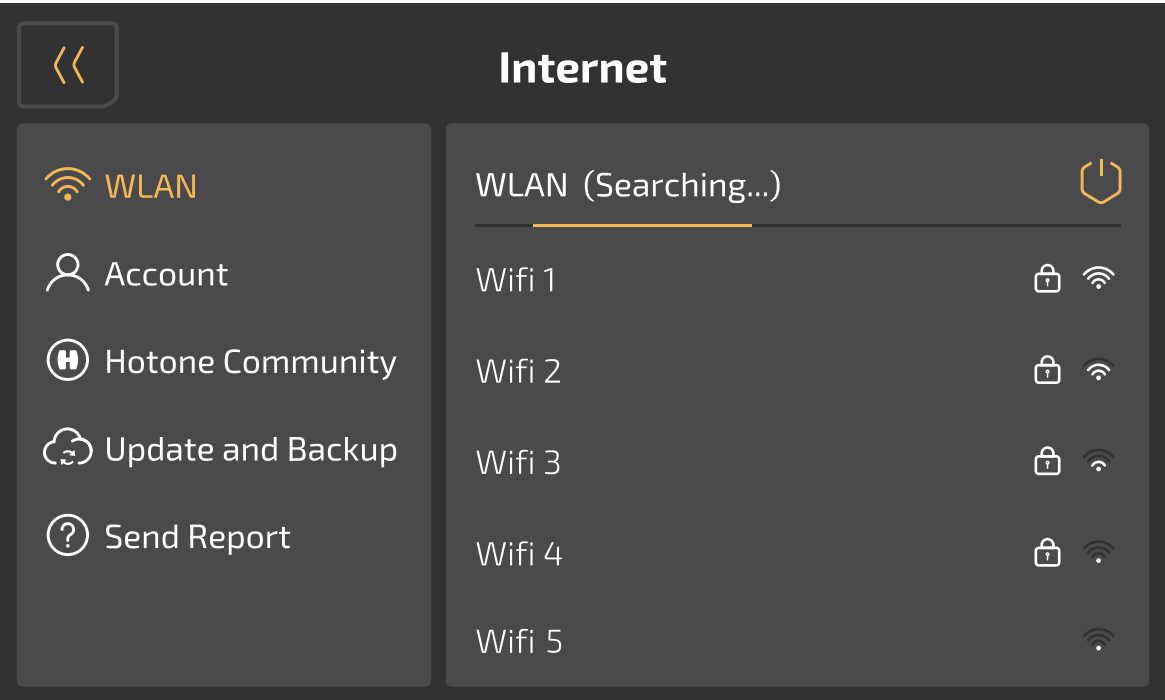 Internet
WLAN
Account
Hotone Community
Update and Backup
Send Report
WLAN (Searching...)
Wifi 1
Wifi 2
Wifi 3
Wifi 4
Wifi 5